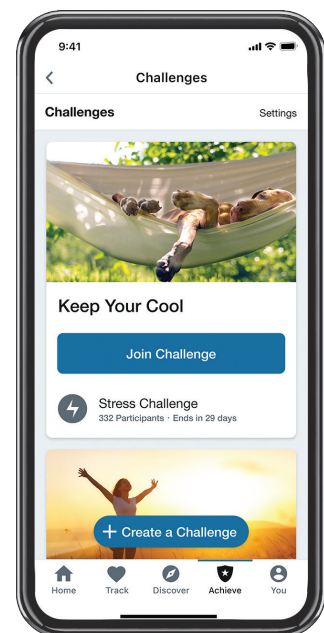 9:41
Challenges
Challenges Settings
Keep Your Cool
Join Challenge
Stress Challenge
332 Participants · Ends in 29 days
+ Create a Challenge
Home Track Discover Achieve You